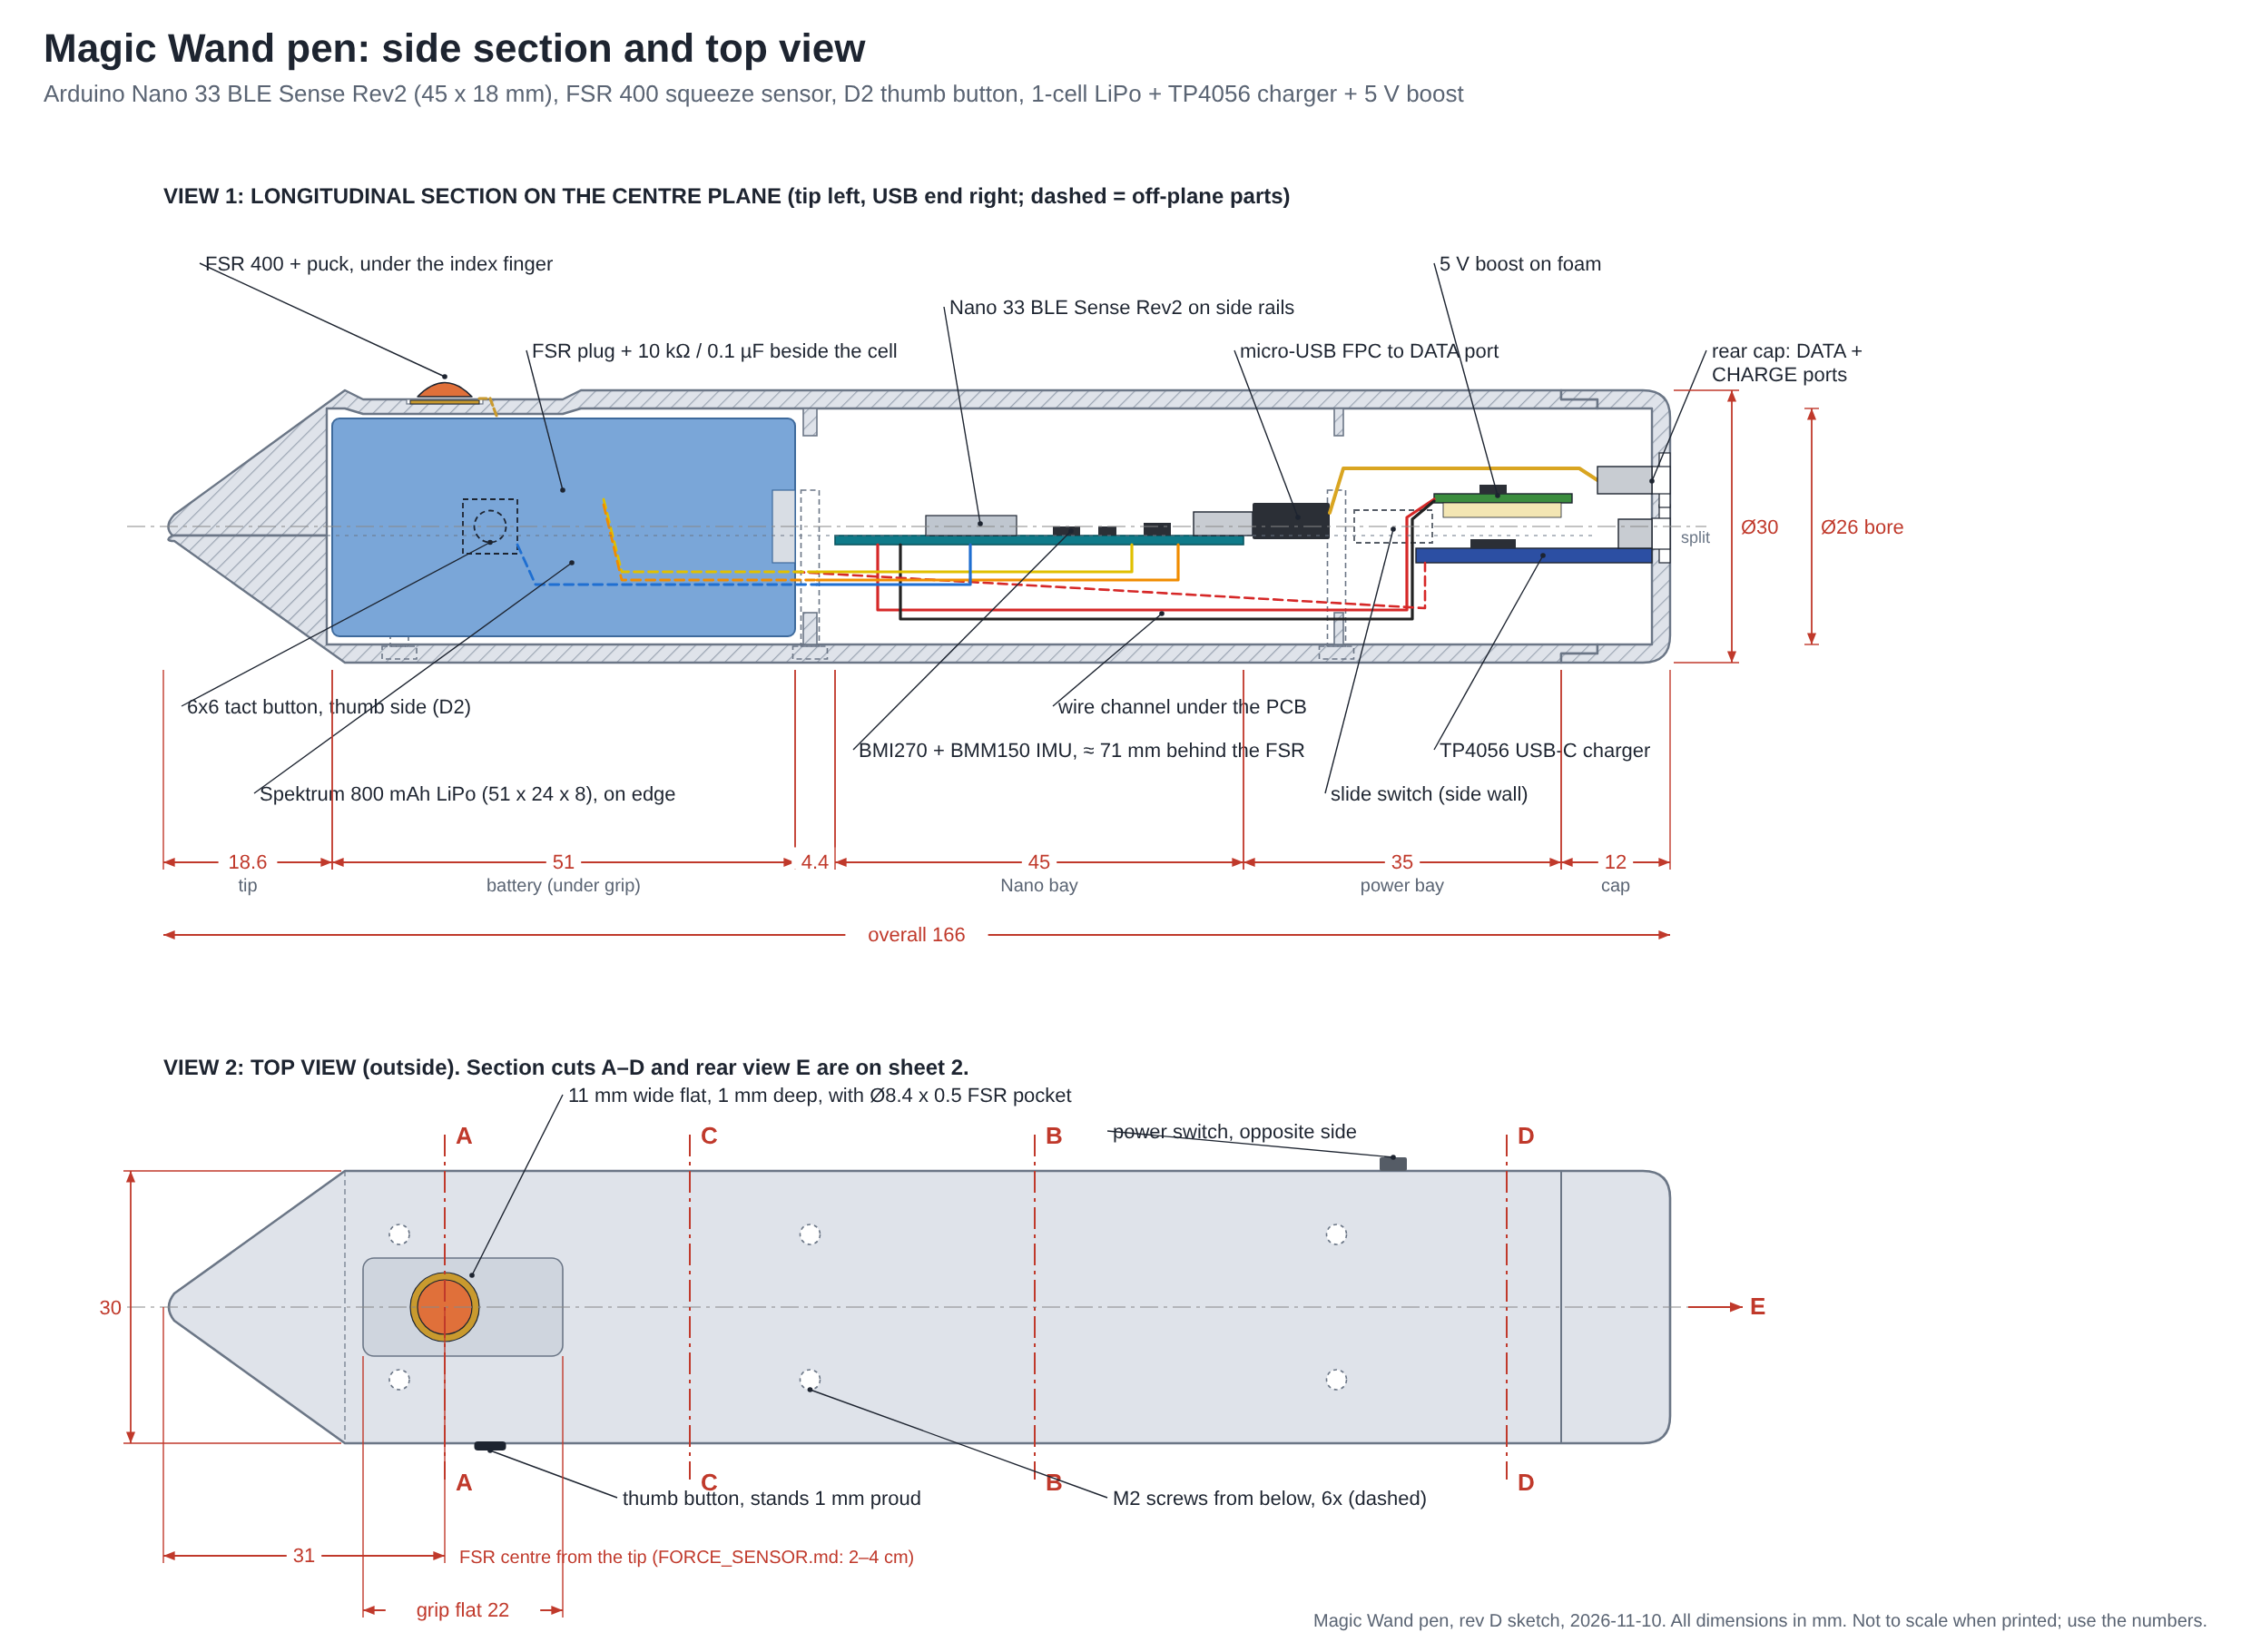 Magic Wand pen: side section and top view
Arduino Nano 33 BLE Sense Rev2 (45 x 18 mm), FSR 400 squeeze sensor, D2 thumb button, 1-cell LiPo + TP4056 charger + 5 V boost
VIEW 1: LONGITUDINAL SECTION ON THE CENTRE PLANE (tip left, USB end right; dashed = off-plane parts)
FSR 400 + puck, under the index finger
5 V boost on foam
Nano 33 BLE Sense Rev2 on side rails
FSR plug + 10 kΩ / 0.1 µF beside the cell
micro-USB FPC to DATA port
rear cap: DATA +
CHARGE ports
split
Ø30
Ø26 bore
6x6 tact button, thumb side (D2)
wire channel under the PCB
BMI270 + BMM150 IMU, ≈ 71 mm behind the FSR
TP4056 USB-C charger
Spektrum 800 mAh LiPo (51 x 24 x 8), on edge
slide switch (side wall)
18.6
51
4.4
45
35
12
tip
battery (under grip)
Nano bay
power bay
cap
overall 166
VIEW 2: TOP VIEW (outside). Section cuts A–D and rear view E are on sheet 2.
11 mm wide flat, 1 mm deep, with Ø8.4 x 0.5 FSR pocket
A
C
B
D
power switch, opposite side
30
E
A
C
B
D
thumb button, stands 1 mm proud
M2 screws from below, 6x (dashed)
31
FSR centre from the tip (FORCE_SENSOR.md: 2–4 cm)
grip flat 22
Magic Wand pen, rev D sketch, 2026-11-10. All dimensions in mm. Not to scale when printed; use the numbers.